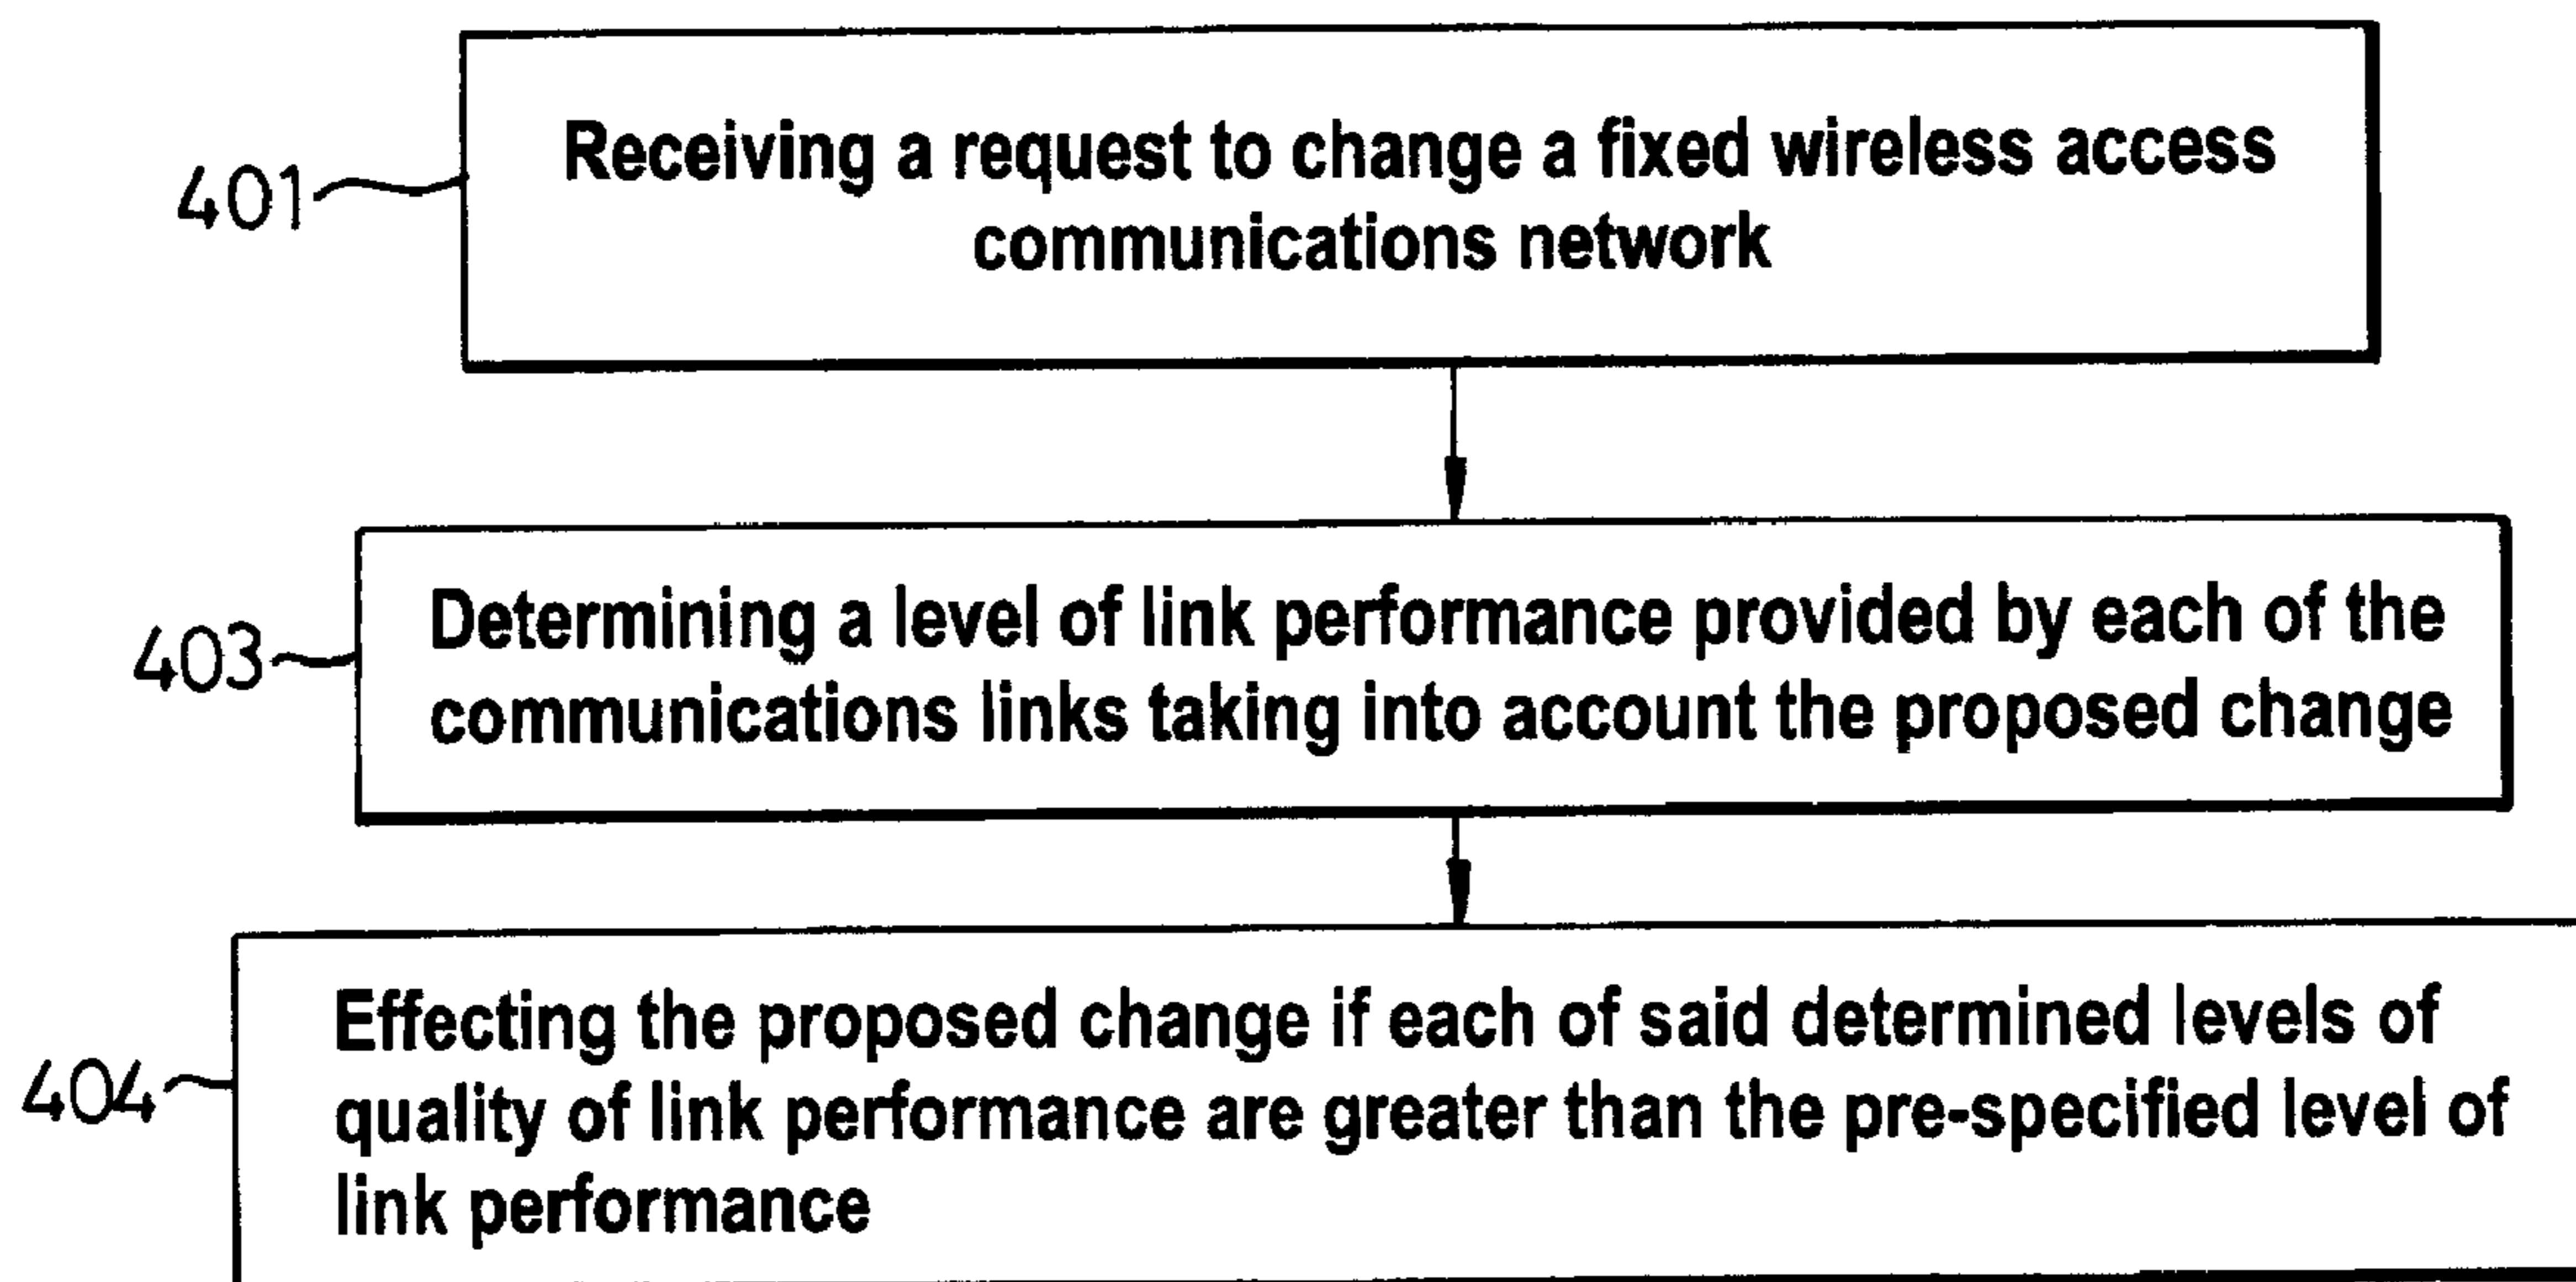 401
Receiving a request to change a fixed wireless access
communications network
403
Determining a level of link performance provided by each of the
communications links taking into account the proposed change
404
Effecting the proposed change if each of said determined levels of
quality of link performance are greater than the pre-specified level of
link performance